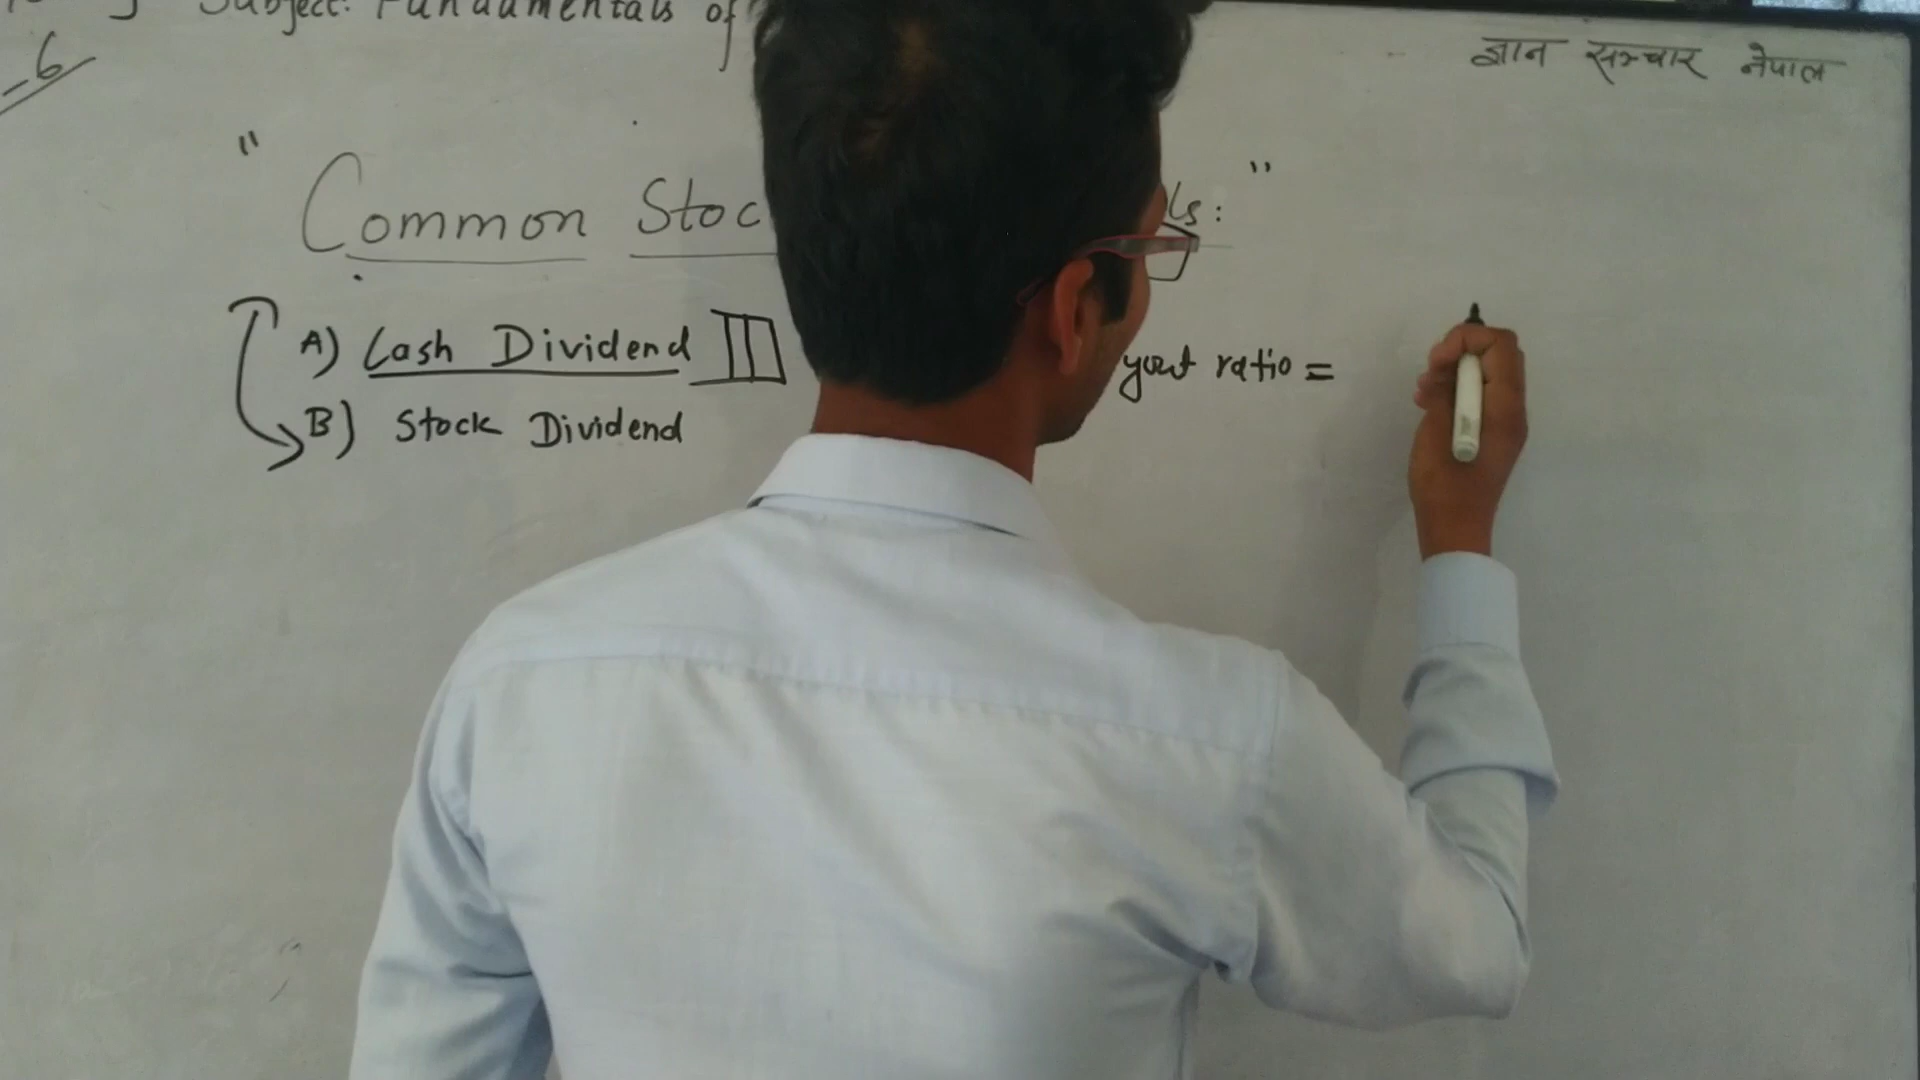 Subject: Fundamentals of
6
ज्ञान सञ्चार नेपाल
" Common Stoc ls: "
A) Cash Dividend yout ratio =
B) Stock Dividend